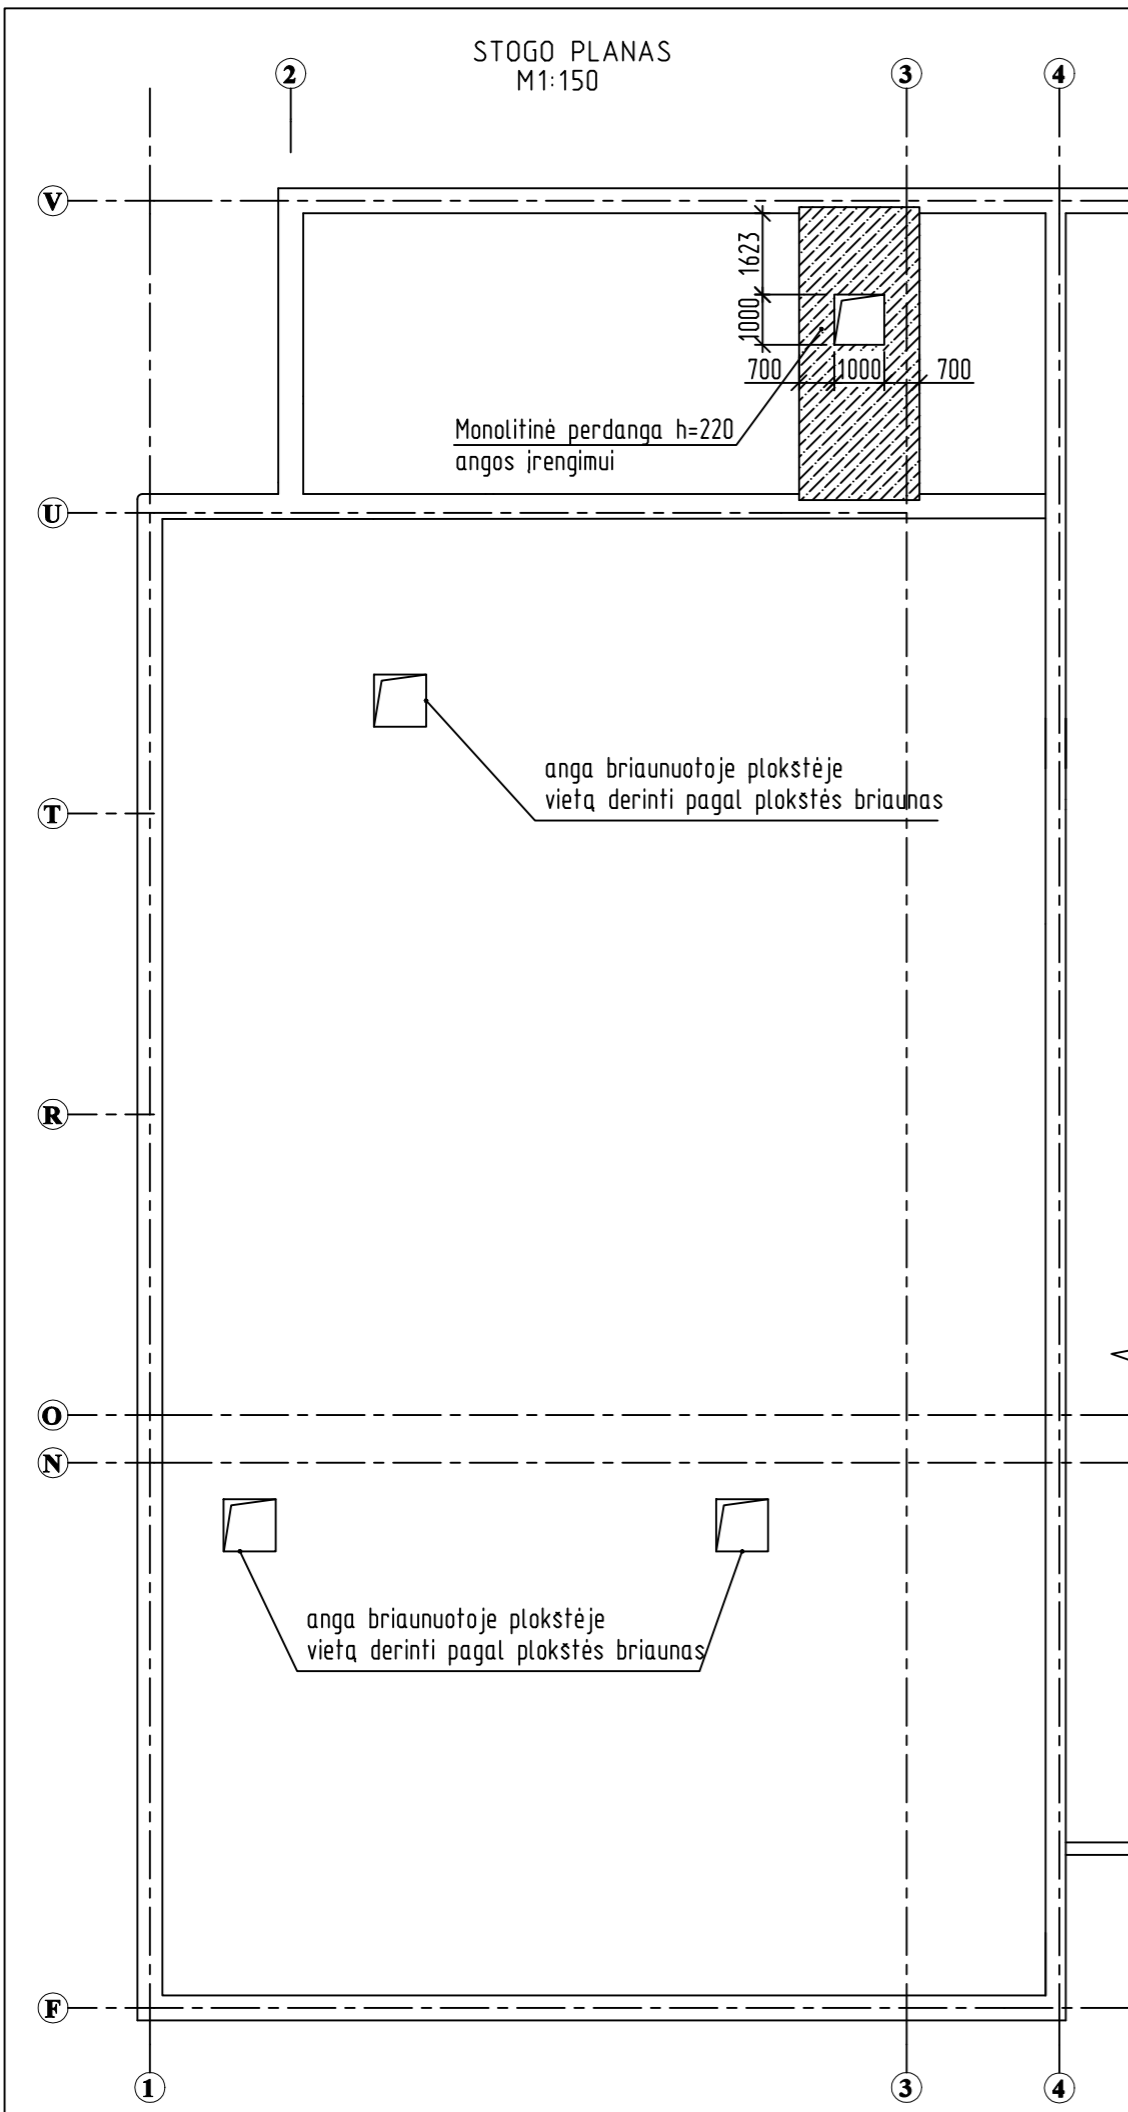 STOGO PLANAS
M1:150
2
3
4
V
1623
1000
700
1000
700
Monolitinė perdanga h=220
angos įrengimui
U
anga briaunuotoje plokštėje
vietą derinti pagal plokštės briaunas
T
R
O
N
anga briaunuotoje plokštėje
vietą derinti pagal plokštės briaunas
F
1
3
4